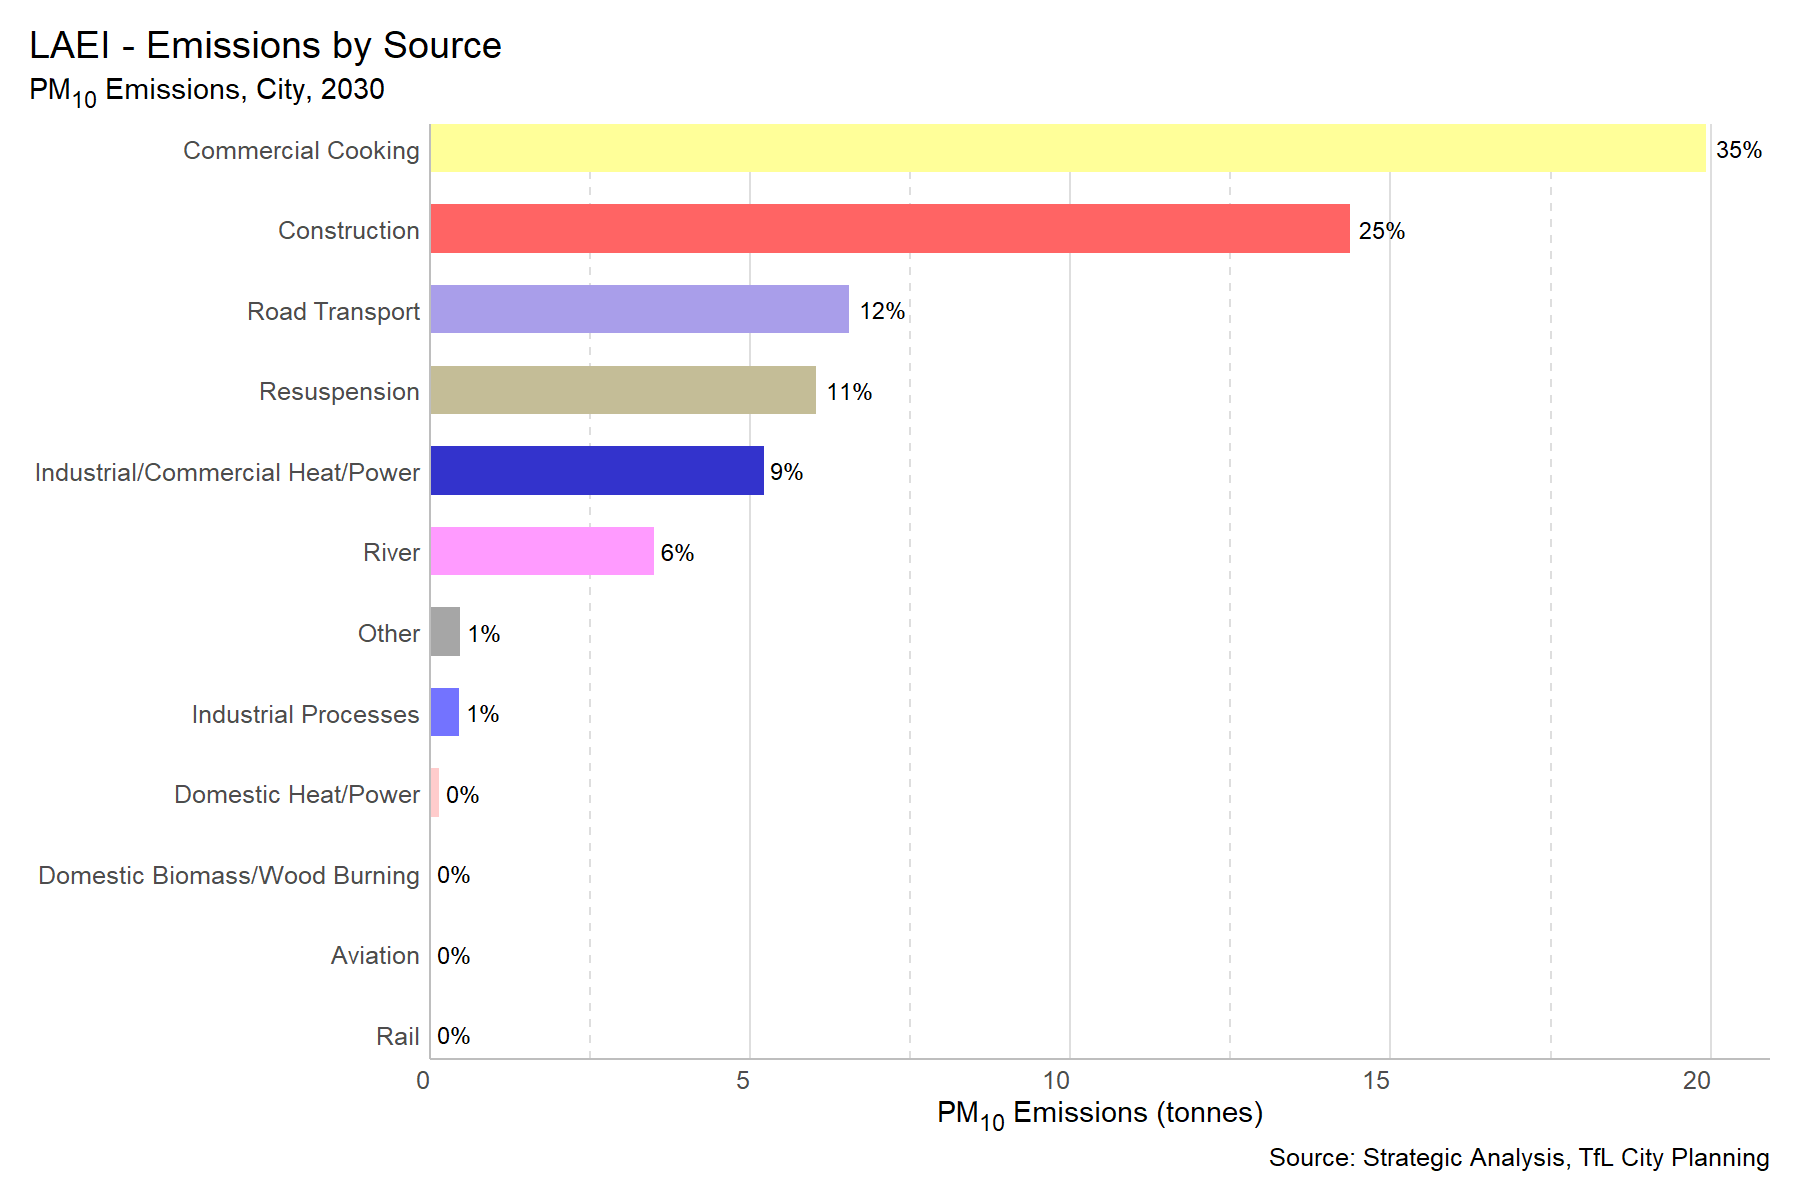 LAEI - Emissions by Source
PM10 Emissions, City, 2030
Commercial Cooking 35%
Construction 25%
Road Transport 12%
Resuspension 11%
Industrial/Commercial Heat/Power 9%
River 6%
Other 1%
Industrial Processes 1%
Domestic Heat/Power 0%
Domestic Biomass/Wood Burning 0%
Aviation 0%
Rail 0%
0 5 10 15 20
PM10 Emissions (tonnes)
Source: Strategic Analysis, TfL City Planning